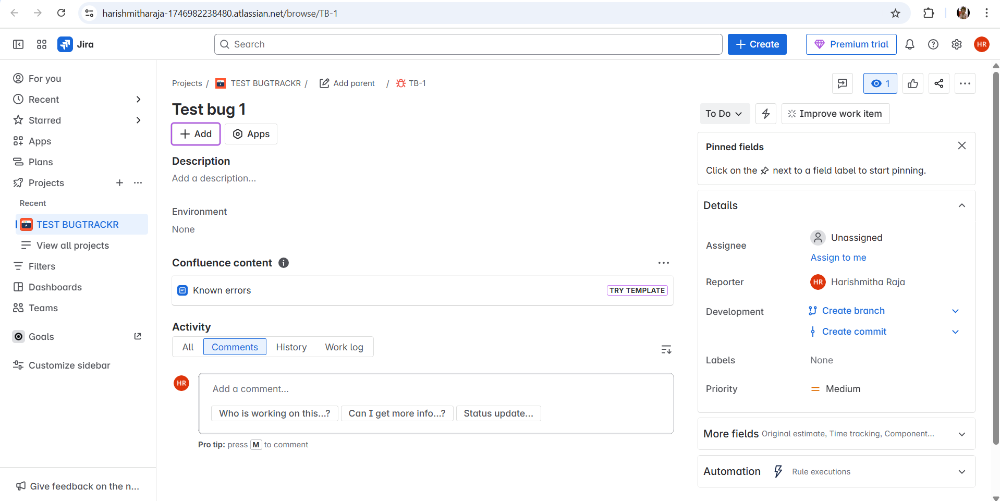 harishmitharaja-1746982238480.atlassian.net/browse/TB-1
Jira
Search
Create
Premium trial
HR
For you
Recent
Starred
Apps
Plans
Projects
Recent
TEST BUGTRACKR
View all projects
Filters
Dashboards
Teams
Goals
Customize sidebar
Give feedback on the n...
Projects / TEST BUGTRACKR / Add parent / TB-1
1
Test bug 1
Add
Apps
Description
Add a description...
Environment
None
Confluence content
Known errors
TRY TEMPLATE
Activity
All
Comments
History
Work log
HR
Add a comment...
Who is working on this...?
Can I get more info...?
Status update...
Pro tip: press M to comment
To Do
Improve work item
Pinned fields
Click on the next to a field label to start pinning.
Details
Assignee
Unassigned
Assign to me
Reporter
HR
Harishmitha Raja
Development
Create branch
Create commit
Labels
None
Priority
Medium
More fields Original estimate, Time tracking, Component...
Automation Rule executions